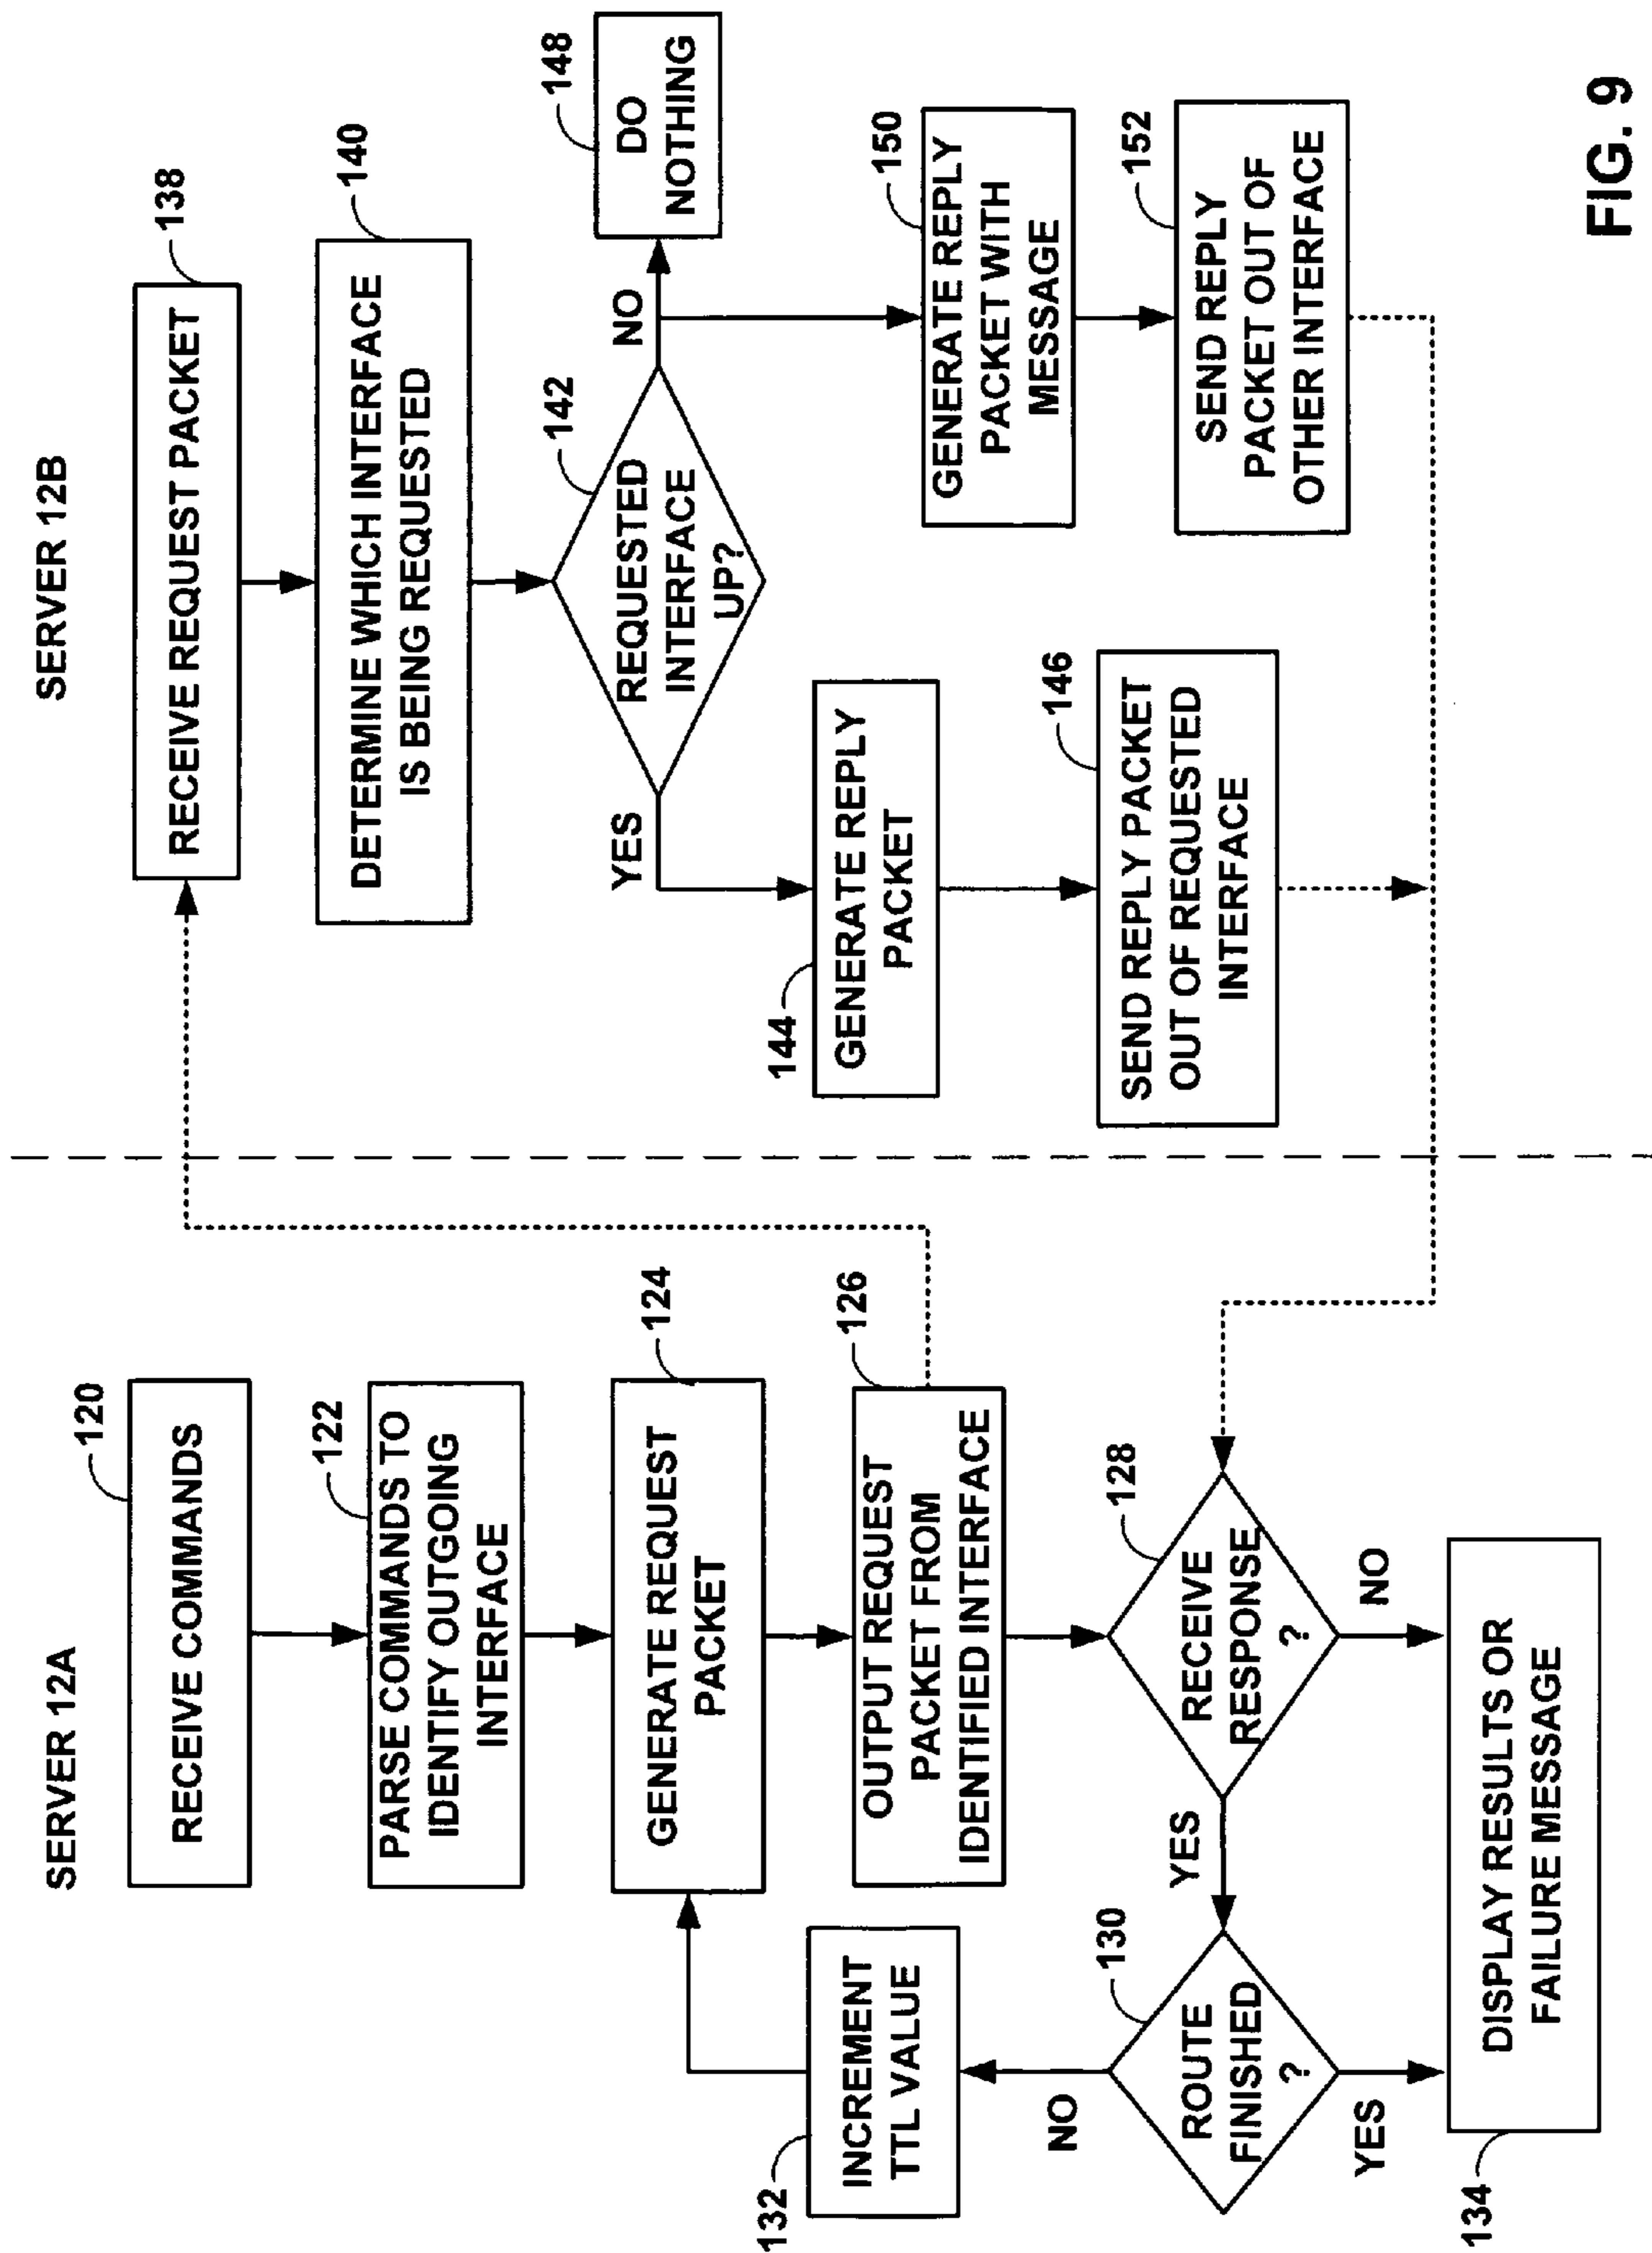 SERVER 12A
120
RECEIVE COMMANDS
122
PARSE COMMANDS TO
IDENTIFY OUTGOING
INTERFACE
124
GENERATE REQUEST
PACKET
126
OUTPUT REQUEST
PACKET FROM
IDENTIFIED INTERFACE
128
RECEIVE
RESPONSE
?
YES
NO
130
ROUTE
FINISHED
?
NO
YES
132
INCREMENT
TTL VALUE
134
DISPLAY RESULTS OR
FAILURE MESSAGE
SERVER 12B
138
RECEIVE REQUEST PACKET
140
DETERMINE WHICH INTERFACE
IS BEING REQUESTED
142
REQUESTED
INTERFACE
UP?
YES
NO
144
GENERATE REPLY
PACKET
146
SEND REPLY PACKET
OUT OF REQUESTED
INTERFACE
148
DO
NOTHING
150
GENERATE REPLY
PACKET WITH
MESSAGE
152
SEND REPLY
PACKET OUT OF
OTHER INTERFACE
FIG. 9